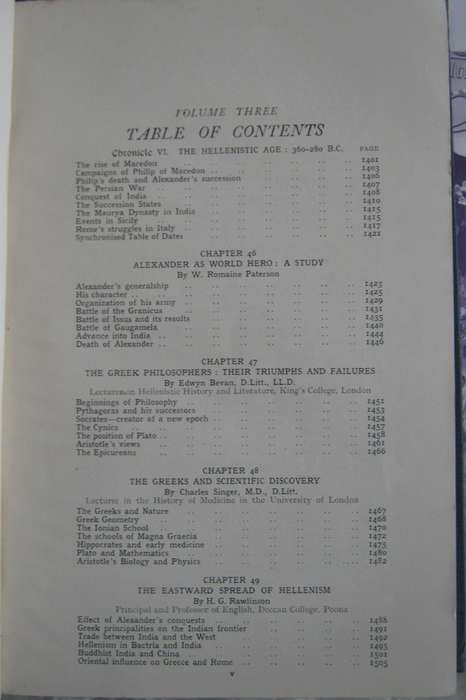 VOLUME THREE
TABLE OF CONTENTS
Chronicle VI. THE HELLENISTIC AGE : 360-280 B.C. PAGE
The rise of Macedon .. .. .. .. .. 1401
Campaigns of Philip of Macedon .. .. .. .. .. 1403
Philip's death and Alexander's succession .. .. .. .. 1406
The Persian War .. .. .. .. .. 1407
Conquest of India .. .. .. .. .. 1408
The Succession States .. .. .. .. .. 1410
The Maurya Dynasty in India .. .. .. .. .. 1415
Events in Sicily .. .. .. .. .. 1415
Rome's struggles in Italy .. .. .. .. .. 1417
Synchronised Table of Dates .. .. .. .. .. 1421
CHAPTER 46
ALEXANDER AS WORLD HERO : A STUDY
By W. Romaine Paterson
Alexander's generalship .. .. .. .. .. 1423
His character .. .. .. .. .. 1425
Organization of his army .. .. .. .. .. 1429
Battle of the Granicus .. .. .. .. .. 1431
Battle of Issus and its results .. .. .. .. .. 1435
Battle of Gaugamela .. .. .. .. .. 1440
Advance into India .. .. .. .. .. 1444
Death of Alexander .. .. .. .. .. 1446
CHAPTER 47
THE GREEK PHILOSOPHERS : THEIR TRIUMPHS AND FAILURES
By Edwyn Bevan, D.Litt., LL.D.
Lecturer on Hellenistic History and Literature, King's College, London
Beginnings of Philosophy .. .. .. .. .. 1451
Pythagoras and his successors .. .. .. .. .. 1453
Socrates—creator of a new epoch .. .. .. .. .. 1454
The Cynics .. .. .. .. .. 1457
The position of Plato .. .. .. .. .. 1458
Aristotle's views .. .. .. .. .. 1461
The Epicureans .. .. .. .. .. 1466
CHAPTER 48
THE GREEKS AND SCIENTIFIC DISCOVERY
By Charles Singer, M.D., D.Litt.
Lecturer in the History of Medicine in the University of London
The Greeks and Nature .. .. .. .. .. 1467
Greek Geometry .. .. .. .. .. 1468
The Ionian School .. .. .. .. .. 1470
The schools of Magna Graecia .. .. .. .. .. 1472
Hippocrates and early medicine .. .. .. .. .. 1475
Plato and Mathematics .. .. .. .. .. 1480
Aristotle's Biology and Physics .. .. .. .. .. 1482
CHAPTER 49
THE EASTWARD SPREAD OF HELLENISM
By H. G. Rawlinson
Principal and Professor of English, Deccan College, Poona
Effect of Alexander's conquests .. .. .. .. .. 1488
Greek principalities on the Indian frontier .. .. .. .. 1491
Trade between India and the West .. .. .. .. .. 1492
Hellenism in Bactria and India .. .. .. .. .. 1495
Buddhist India and China .. .. .. .. .. 1501
Oriental influence on Greece and Rome .. .. .. .. 1505
v